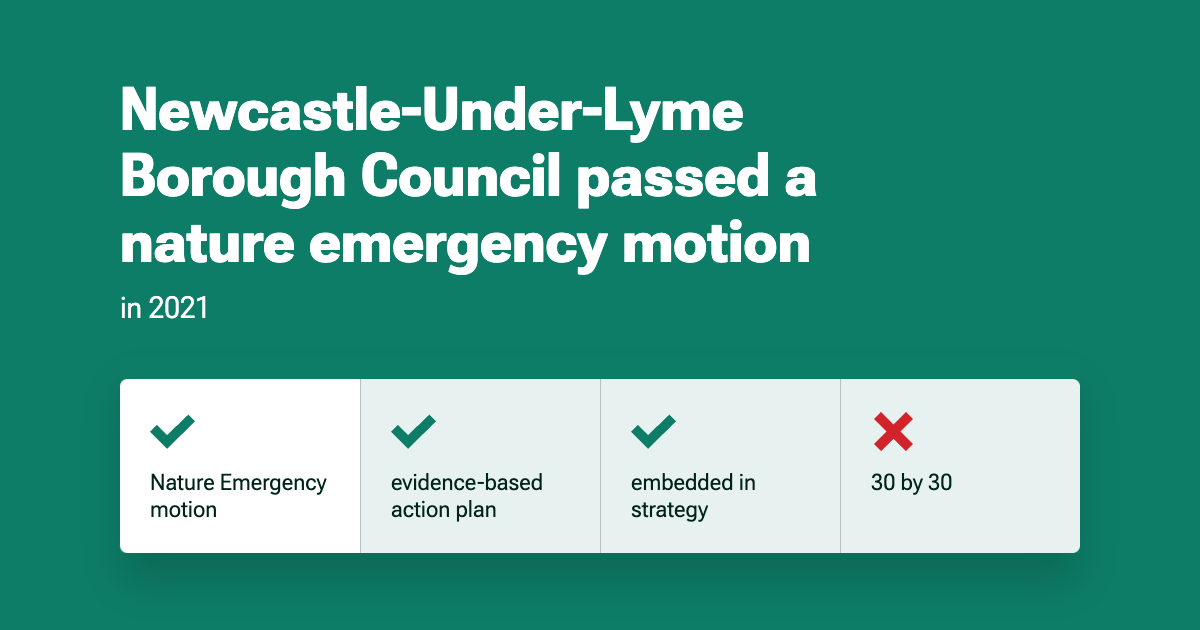 Newcastle-Under-Lyme
Borough Council passed a
nature emergency motion
in 2021
Nature Emergency
motion
evidence-based
action plan
embedded in
strategy
30 by 30